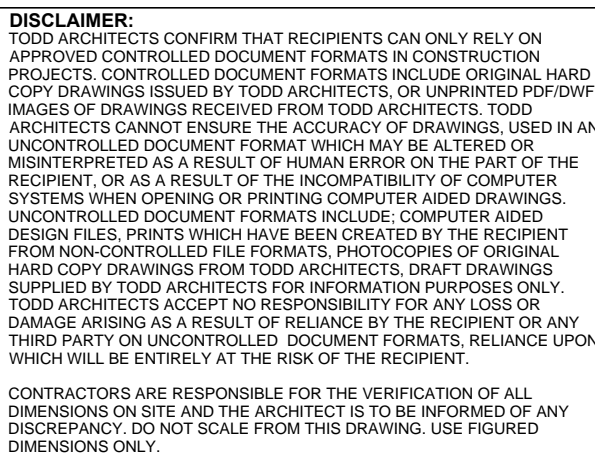 DISCLAIMER:
TODD ARCHITECTS CONFIRM THAT RECIPIENTS CAN ONLY RELY ON
APPROVED CONTROLLED DOCUMENT FORMATS IN CONSTRUCTION
PROJECTS. CONTROLLED DOCUMENT FORMATS INCLUDE ORIGINAL HARD
COPY DRAWINGS ISSUED BY TODD ARCHITECTS, OR UNPRINTED PDF/DWF
IMAGES OF DRAWINGS RECEIVED FROM TODD ARCHITECTS. TODD
ARCHITECTS CANNOT ENSURE THE ACCURACY OF DRAWINGS, USED IN AN
UNCONTROLLED DOCUMENT FORMAT WHICH MAY BE ALTERED OR
MISINTERPRETED AS A RESULT OF HUMAN ERROR ON THE PART OF THE
RECIPIENT, OR AS A RESULT OF THE INCOMPATIBILITY OF COMPUTER
SYSTEMS WHEN OPENING OR PRINTING COMPUTER AIDED DRAWINGS.
UNCONTROLLED DOCUMENT FORMATS INCLUDE; COMPUTER AIDED
DESIGN FILES, PRINTS WHICH HAVE BEEN CREATED BY THE RECIPIENT
FROM NON-CONTROLLED FILE FORMATS, PHOTOCOPIES OF ORIGINAL
HARD COPY DRAWINGS FROM TODD ARCHITECTS, DRAFT DRAWINGS
SUPPLIED BY TODD ARCHITECTS FOR INFORMATION PURPOSES ONLY.
TODD ARCHITECTS ACCEPT NO RESPONSIBILITY FOR ANY LOSS OR
DAMAGE ARISING AS A RESULT OF RELIANCE BY THE RECIPIENT OR ANY
THIRD PARTY ON UNCONTROLLED DOCUMENT FORMATS, RELIANCE UPON
WHICH WILL BE ENTIRELY AT THE RISK OF THE RECIPIENT.
CONTRACTORS ARE RESPONSIBLE FOR THE VERIFICATION OF ALL
DIMENSIONS ON SITE AND THE ARCHITECT IS TO BE INFORMED OF ANY
DISCREPANCY. DO NOT SCALE FROM THIS DRAWING. USE FIGURED
DIMENSIONS ONLY.